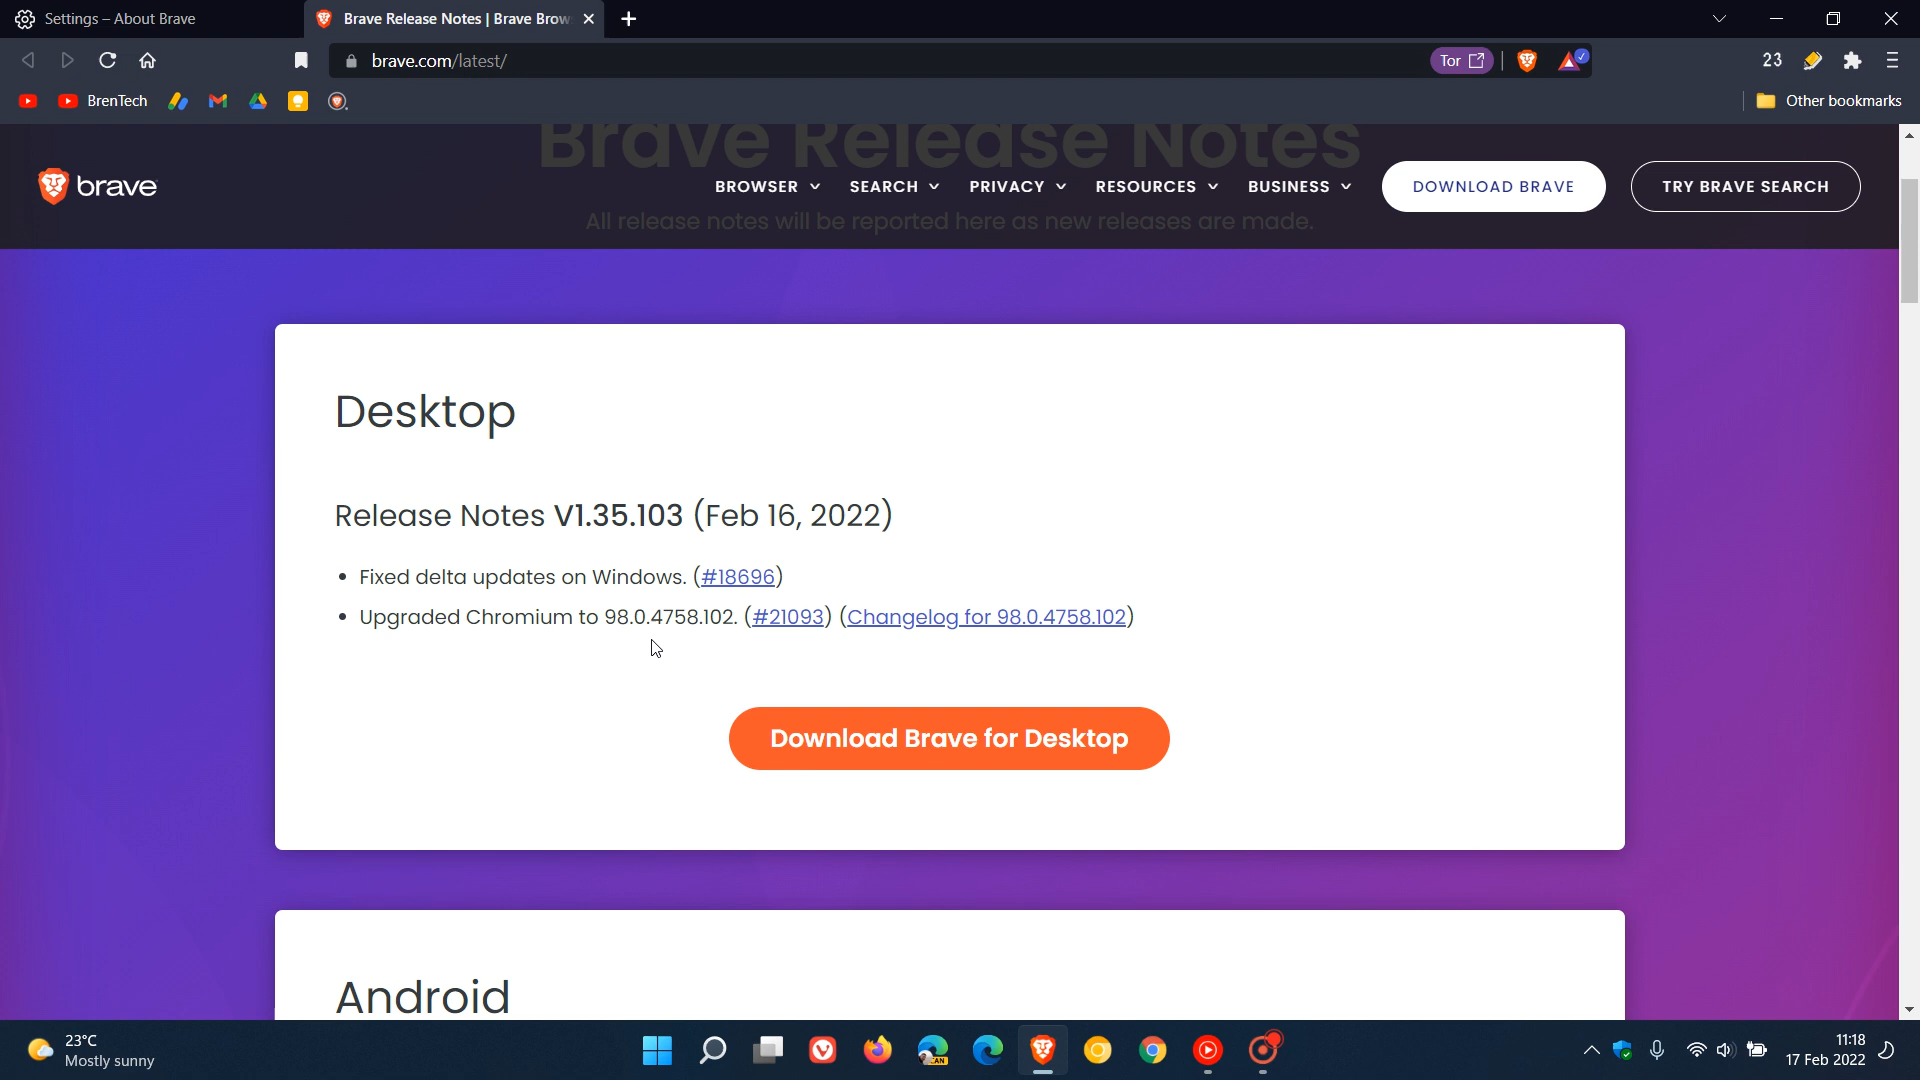 Settings – About Brave
Brave Release Notes | Brave Brow
brave.com/latest/
Tor
23
BrenTech
Other bookmarks
Brave Release Notes
brave
BROWSER
SEARCH
PRIVACY
RESOURCES
BUSINESS
DOWNLOAD BRAVE
TRY BRAVE SEARCH
All release notes will be reported here as new releases are made.
Desktop
Release Notes V1.35.103 (Feb 16, 2022)
• Fixed delta updates on Windows. (#18696)
• Upgraded Chromium to 98.0.4758.102. (#21093) (Changelog for 98.0.4758.102)
Download Brave for Desktop
Android
23°C
Mostly sunny
CAN
11:18
17 Feb 2022